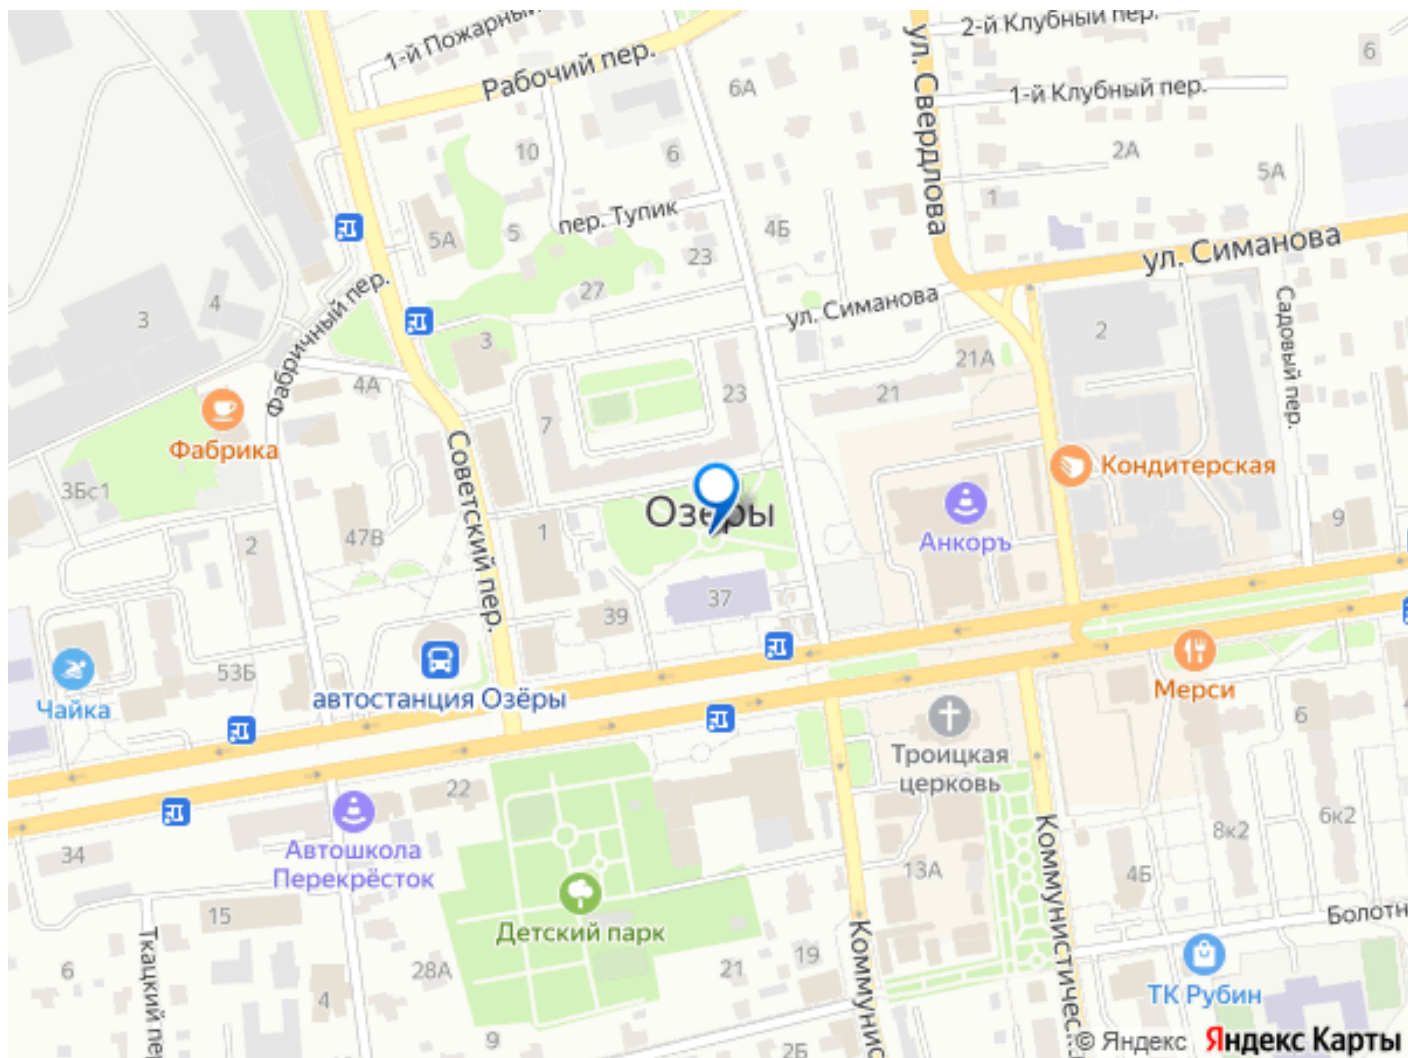 1-й Пожарный
2-й Клубный пер.
6
Рабочий пер.
6А
1-й Клубный пер.
ул. Свердлова
10
6
2А
5А
1
пер. Тупик
5А
5
4Б
23
ул. Симанова
27
4
3
Фабричный пер.
ул. Симанова
Садовый пер.
2
3
21А
4А
23
21
7
Фабрика
Советский пер.
Кондитерская
3Бс1
Озёры
Анкоръ
9
1
47В
2
37
39
53Б
Чайка
автостанция Озёры
Мерси
6
Троицкая
церковь
22
Автошкола
Перекрёсток
34
8к2
6к2
13А
4Б
15
Детский парк
Болотн
Ткацкий пер
Коммунис
Коммунистичес
6
28А
21
19
4
ТК Рубин
9
2Б
© Яндекс
Яндекс Карты